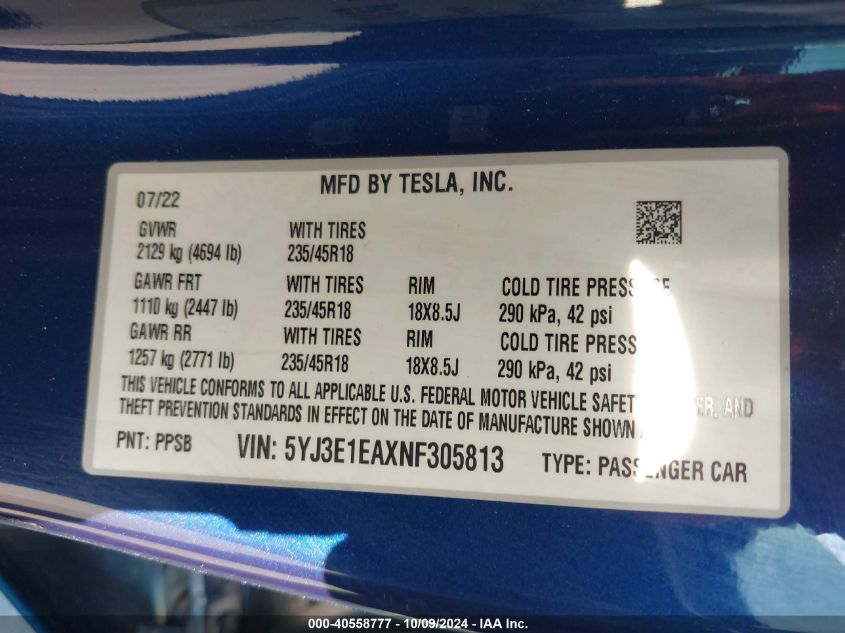 MFD BY TESLA, INC.
07/22
GVWR WITH TIRES
2129 kg (4694 lb) 235/45R18
GAWR FRT WITH TIRES RIM COLD TIRE
1110 kg (2447 lb) 235/45R18 18X8.5J 290 kPa, 42 psi
GAWR RR WITH TIRES RIM COLD TIRE
1257 kg (2771 lb) 235/45R18 18X8.5J 290 kPa, 42 psi
THIS VEHICLE CONFORMS TO ALL APPLICABLE U.S. FEDERAL MOTOR VEHICLE AND
THEFT PREVENTION STANDARDS IN EFFECT ON THE DATE OF MANUFACTURE SHOWN
PNT: PPSB VIN: 5YJ3E1EAXNF305813 TYPE: PASSENGER CAR
000-40558777 - 10/09/2024 - IAA Inc.